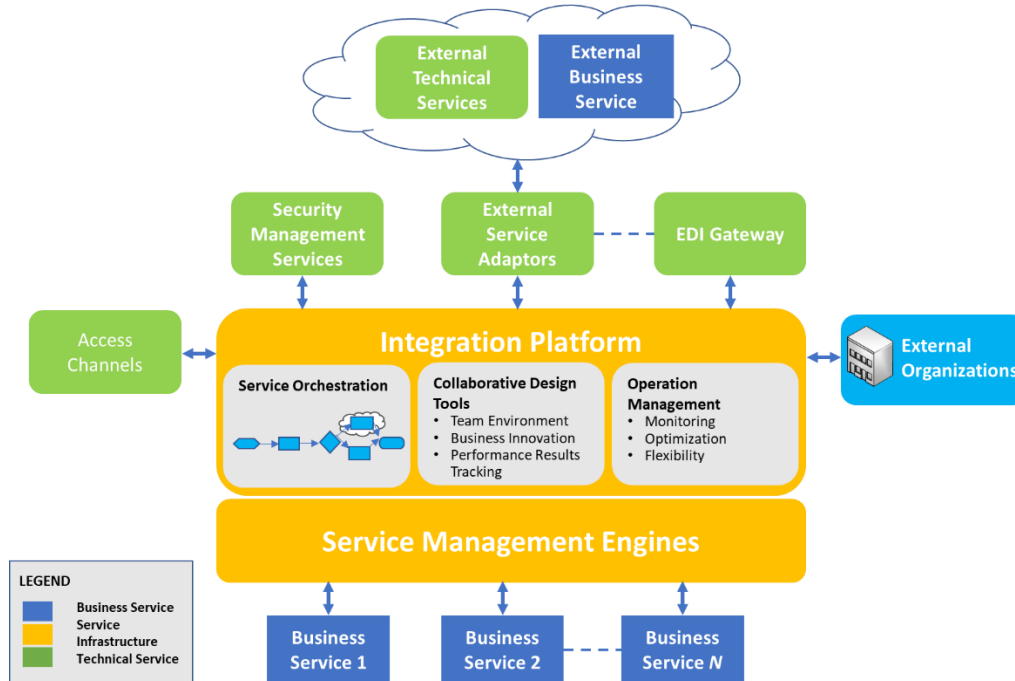 External
Technical
Services
External
Business
Service
Security
Management
Services
External
Service
Adaptors
EDI Gateway
Access
Channels
Integration Platform
External
Organizations
Service Orchestration
Collaborative Design
Tools
• Team Environment
• Business Innovation
• Performance Results
Tracking
Operation
Management
• Monitoring
• Optimization
• Flexibility
Service Management Engines
LEGEND
Business Service
Service
Infrastructure
Technical Service
Business
Service 1
Business
Service 2
Business
Service N